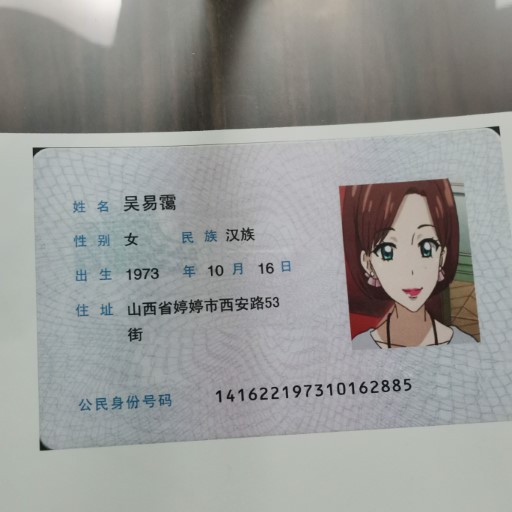 姓名 吴易
性别 女 民族 汉族
出生 1973 年 10 月 16 日
住址 山西省婷婷市西安路53
街
公民身份号码 141622197310162885